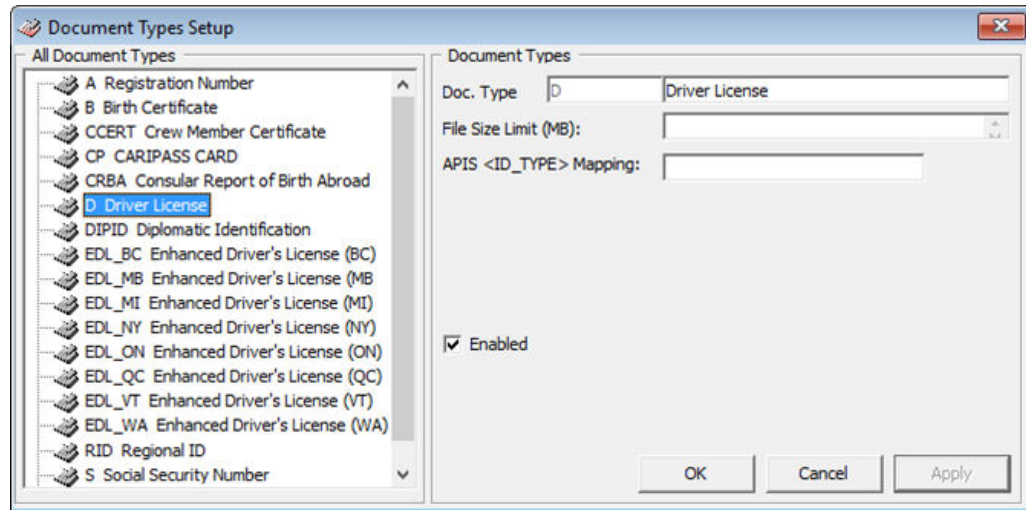 Document Types Setup
All Document Types
A Registration Number
B Birth Certificate
CCERT Crew Member Certificate
CP CARIPASS CARD
CRBA Consular Report of Birth Abroad
D Driver License
DIPID Diplomatic Identification
EDL_BC Enhanced Driver's License (BC)
EDL_MB Enhanced Driver's License (MB
EDL_MI Enhanced Driver's License (MI)
EDL_NY Enhanced Driver's License (NY)
EDL_ON Enhanced Driver's License (ON)
EDL_QC Enhanced Driver's License (QC)
EDL_VT Enhanced Driver's License (VT)
EDL_WA Enhanced Driver's License (WA)
RID Regional ID
S Social Security Number
Document Types
Doc. Type D Driver License
File Size Limit (MB):
APIS <ID_TYPE> Mapping:
Enabled
OK Cancel Apply